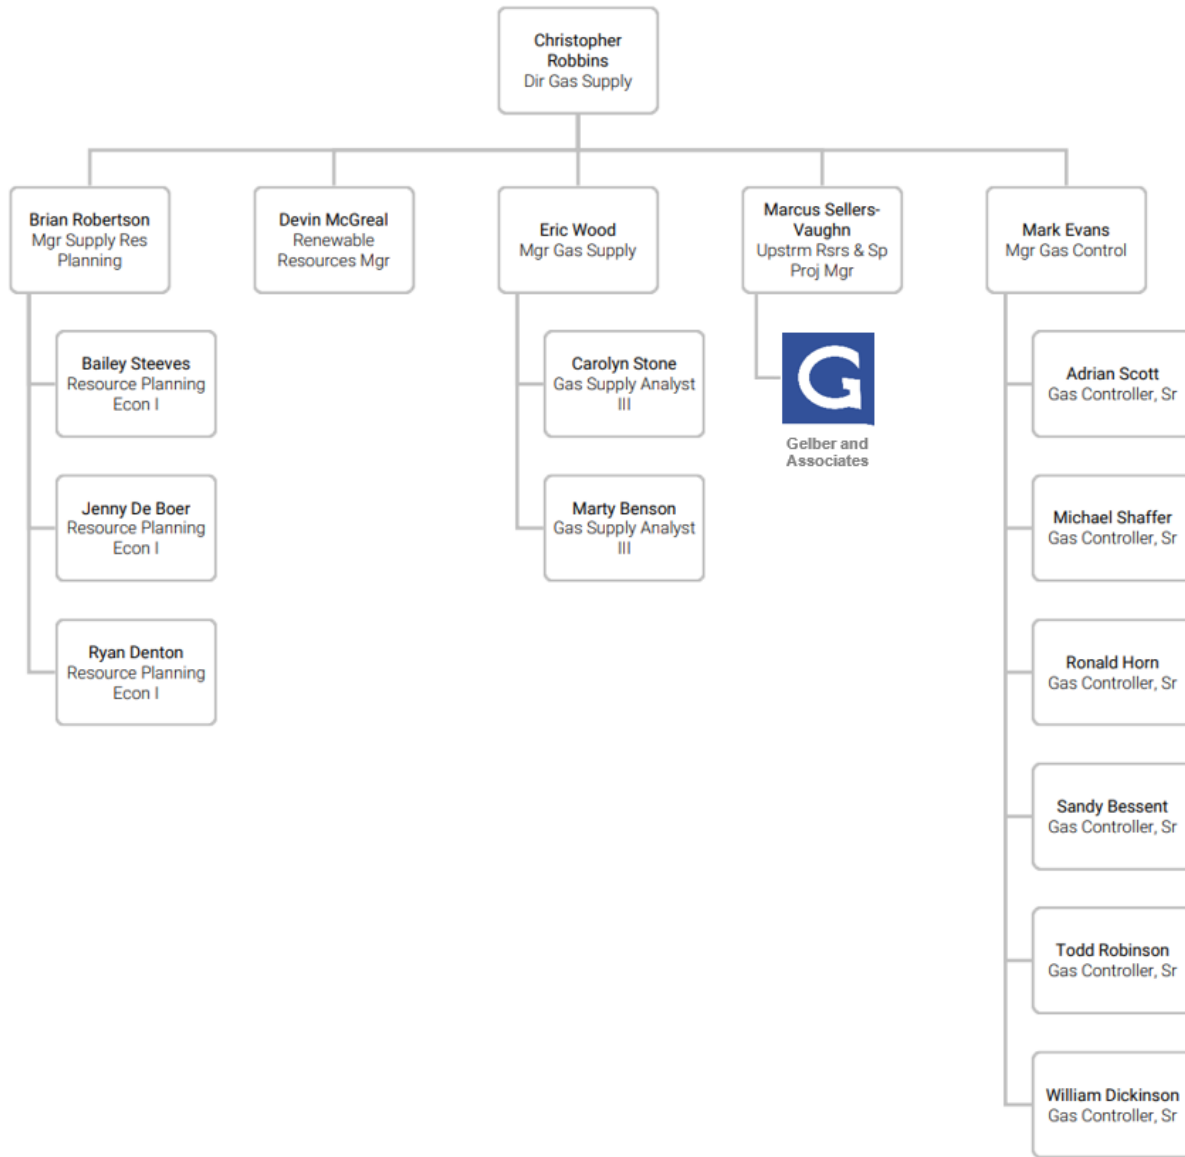 Christopher
Robbins
Dir Gas Supply
Brian Robertson
Mgr Supply Res
Planning
Devin McGreal
Renewable
Resources Mgr
Eric Wood
Mgr Gas Supply
Marcus Sellers-
Vaughn
Upstrm Rsrs & Sp
Proj Mgr
Mark Evans
Mgr Gas Control
Bailey Steeves
Resource Planning
Econ I
Jenny De Boer
Resource Planning
Econ I
Ryan Denton
Resource Planning
Econ I
Carolyn Stone
Gas Supply Analyst
III
Marty Benson
Gas Supply Analyst
III
G
Gelber and
Associates
Adrian Scott
Gas Controller, Sr
Michael Shaffer
Gas Controller, Sr
Ronald Horn
Gas Controller, Sr
Sandy Bessent
Gas Controller, Sr
Todd Robinson
Gas Controller, Sr
William Dickinson
Gas Controller, Sr